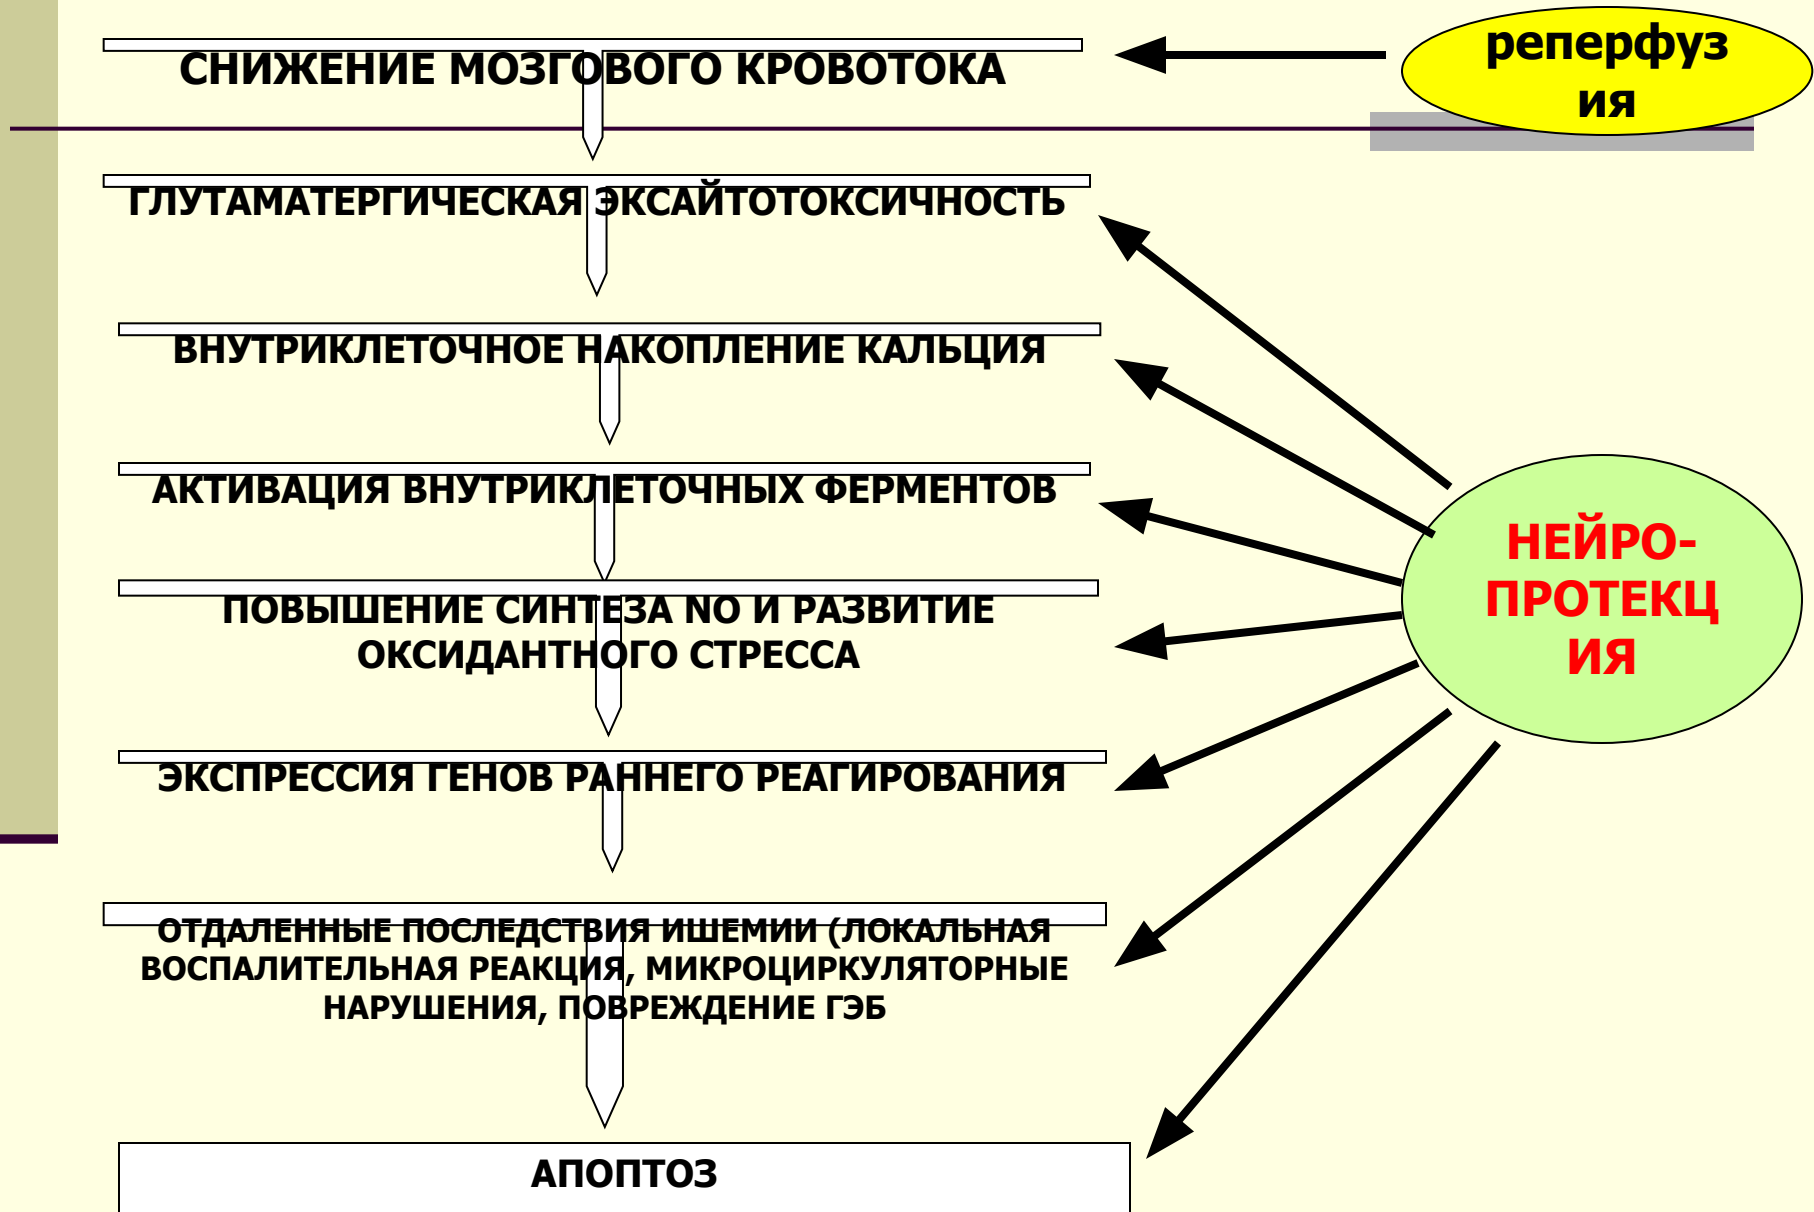 СНИЖЕНИЕ МОЗГОВОГО КРОВОТОКА
реперфуз
ия
ГЛУТАМАТЕРГИЧЕСКАЯ ЭКСАЙТОТОКСИЧНОСТЬ
ВНУТРИКЛЕТОЧНОЕ НАКОПЛЕНИЕ КАЛЬЦИЯ
АКТИВАЦИЯ ВНУТРИКЛЕТОЧНЫХ ФЕРМЕНТОВ
ПОВЫШЕНИЕ СИНТЕЗА NO И РАЗВИТИЕ
ОКСИДАНТНОГО СТРЕССА
ЭКСПРЕССИЯ ГЕНОВ РАННЕГО РЕАГИРОВАНИЯ
ОТДАЛЕННЫЕ ПОСЛЕДСТВИЯ ИШЕМИИ (ЛОКАЛЬНАЯ
ВОСПАЛИТЕЛЬНАЯ РЕАКЦИЯ, МИКРОЦИРКУЛЯТОРНЫЕ
НАРУШЕНИЯ, ПОВРЕЖДЕНИЕ ГЭБ
АПОПТОЗ
НЕЙРО-
ПРОТЕКЦ
ИЯ